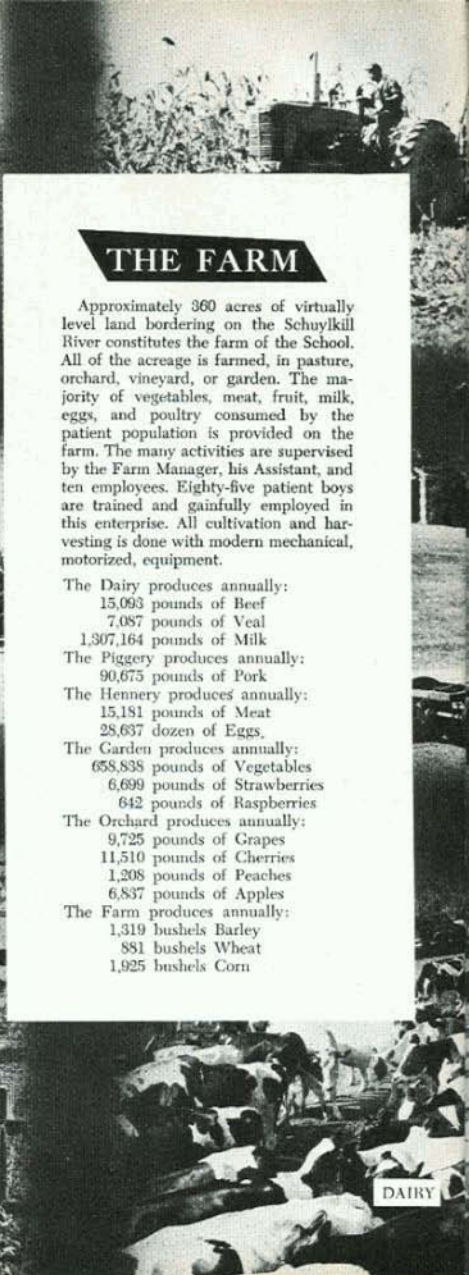 THE FARM
Approximately 360 acres of virtually
level land bordering on the Schuylkill
River constitutes the farm of the School.
All of the acreage is farmed, in pasture,
orchard, vineyard, or garden. The ma-
jority of vegetables, meat, fruit, milk,
eggs, and poultry consumed by the
patient population is provided on the
farm. The many activities are supervised
by the Farm Manager, his Assistant, and
ten employees. Eighty-five patient boys
are trained and gainfully employed in
this enterprise. All cultivation and har-
vesting is done with modern mechanical,
motorized, equipment.
The Dairy produces annually:
15,093 pounds of Beef
7,087 pounds of Veal
1,307,164 pounds of Milk
The Piggery produces annually:
90,675 pounds of Pork
The Hennery produces annually:
15,181 pounds of Meat
28,637 dozen of Eggs.
The Garden produces annually:
658,838 pounds of Vegetables
6,699 pounds of Strawberries
642 pounds of Raspberries
The Orchard produces annually:
9,725 pounds of Grapes
11,510 pounds of Cherries
1,208 pounds of Peaches
6,837 pounds of Apples
The Farm produces annually:
1,319 bushels Barley
881 bushels Wheat
1,925 bushels Corn
DAIRY